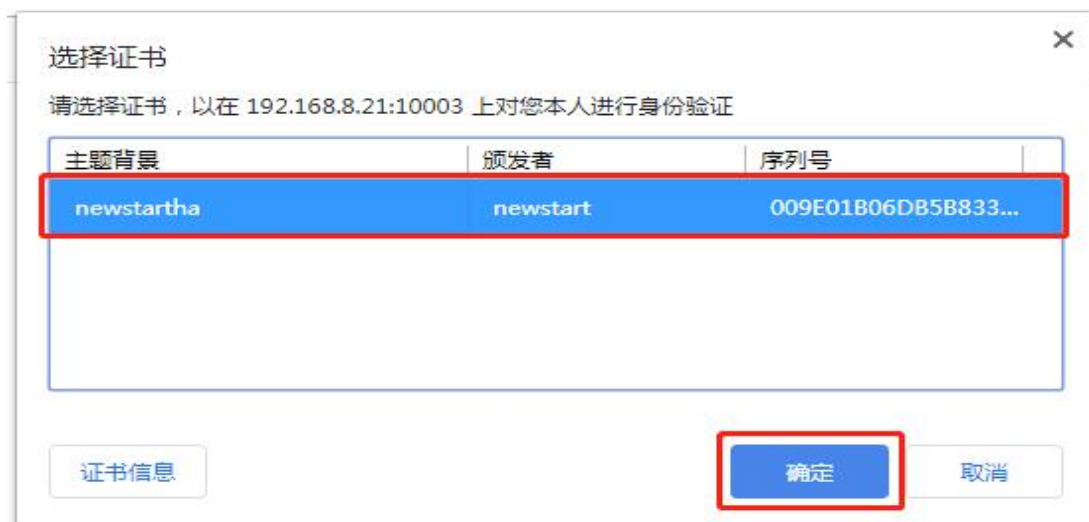 选择证书
请选择证书，以在 192.168.8.21:10003 上对您本人进行身份验证
主题背景 颁发者 序列号
newstartha newstart 009E01B06DB5B833...
证书信息 确定 取消